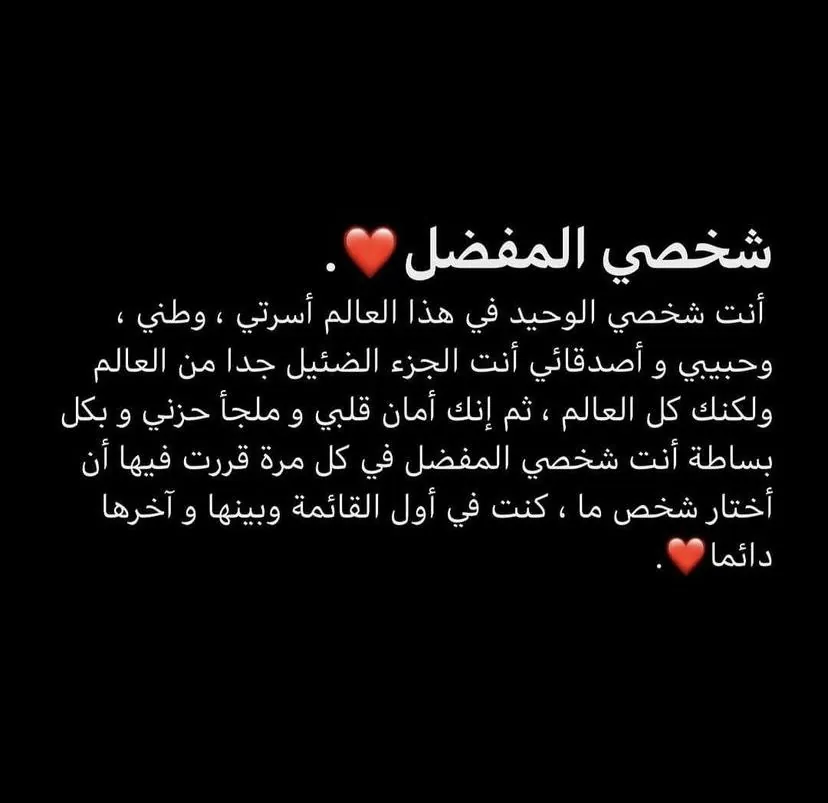 شخصي المفضل❤️.
أنت شخصي الوحيد في هذا العالم أسرتي ، وطني ،
وحبيبي و أصدقائي أنت الجزء الضئيل جدا من العالم
ولكنك كل العالم ، ثم إنك أمان قلبي و ملجأ حزني و بكل
بساطة أنت شخصي المفضل في كل مرة قررت فيها أن
أختار شخص ما ، كنت في أول القائمة وبينها و آخرها
دائما❤️.